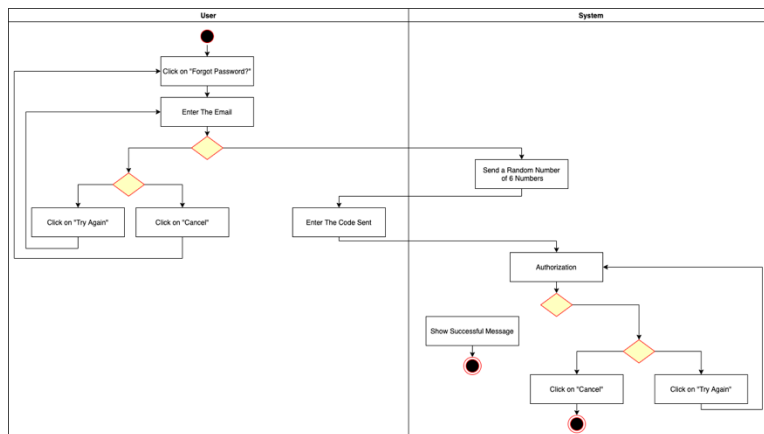 User
System
Click on "Forgot Password?"
Enter The Email
Send a Random Number
of 6 Numbers
Click on "Try Again"
Click on "Cancel"
Enter The Code Sent
Authorization
Show Successful Message
Click on "Cancel"
Click on "Try Again"